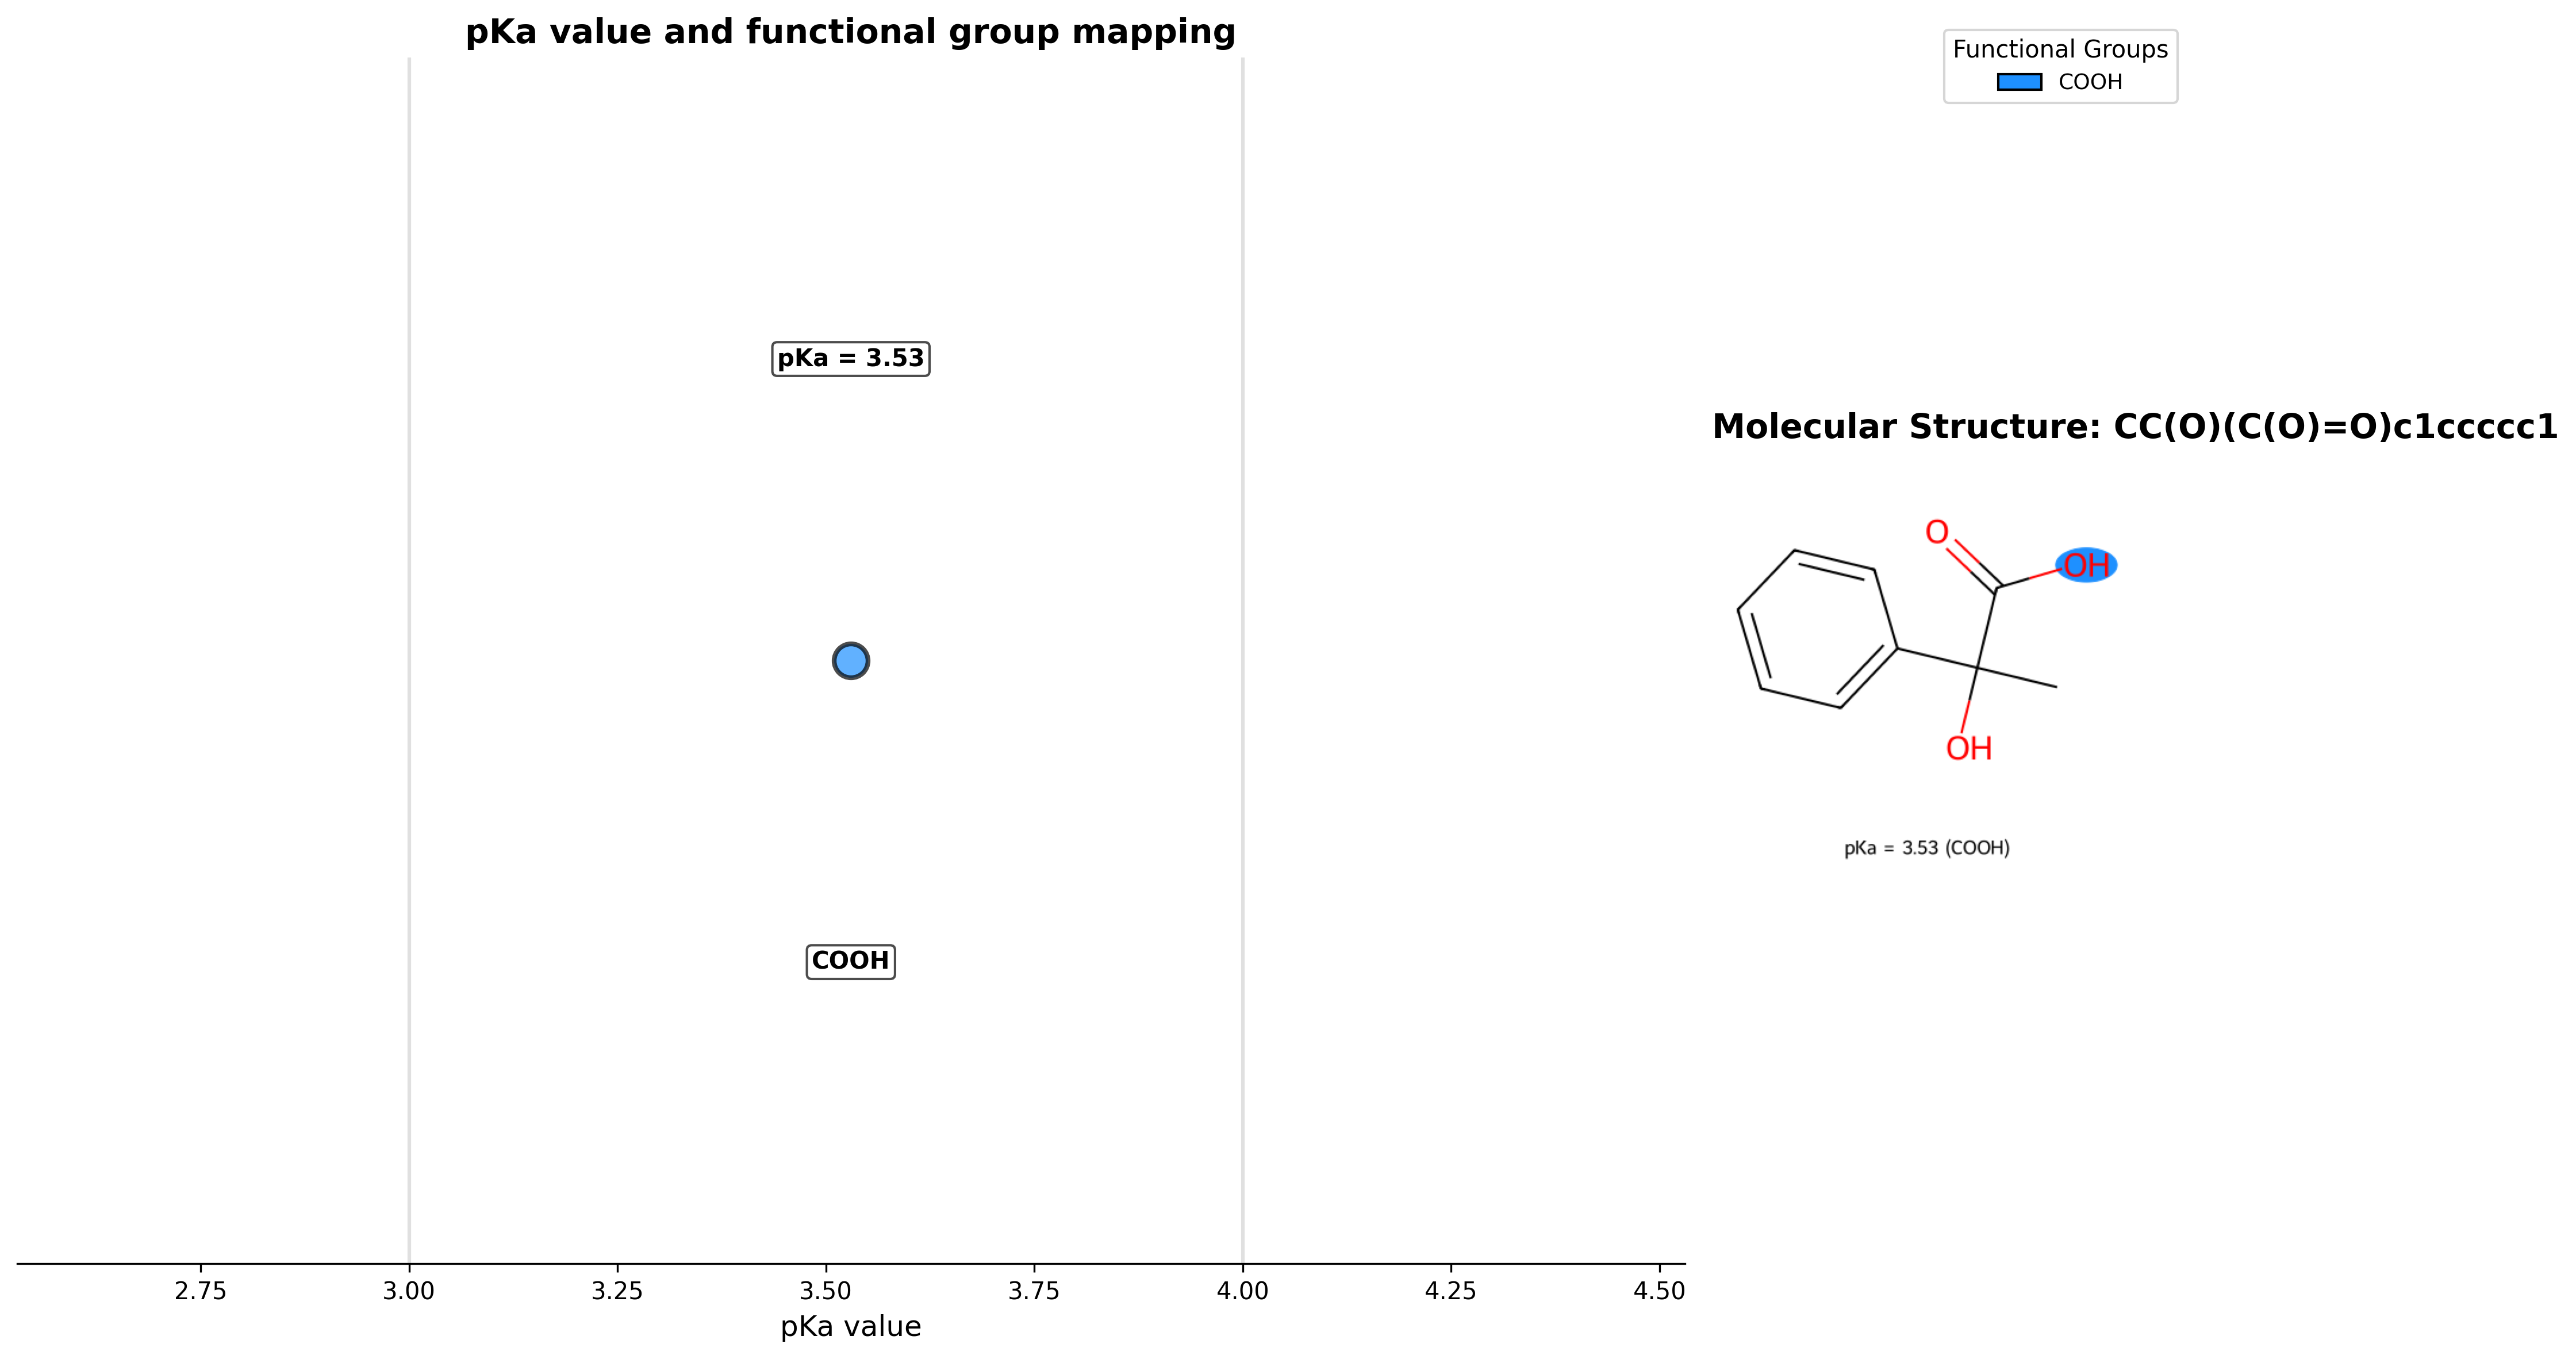 pKa value and functional group mapping
pKa = 3.53
COOH
2.75 3.00 3.25 3.50 3.75 4.00 4.25 4.50
pKa value
Functional Groups
COOH
Molecular Structure: CC(O)(C(O)=O)c1ccccc1
O
OH
OH
pKa = 3.53 (COOH)